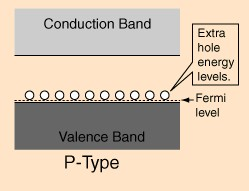 Conduction Band
Extra
hole
energy
levels.
Fermi
level
Valence Band
P-Type